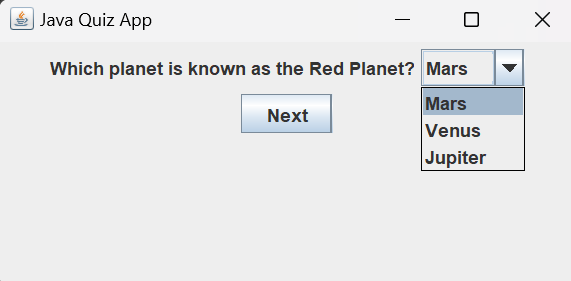 Java Quiz App
Which planet is known as the Red Planet? Mars
Mars
Venus
Jupiter
Next